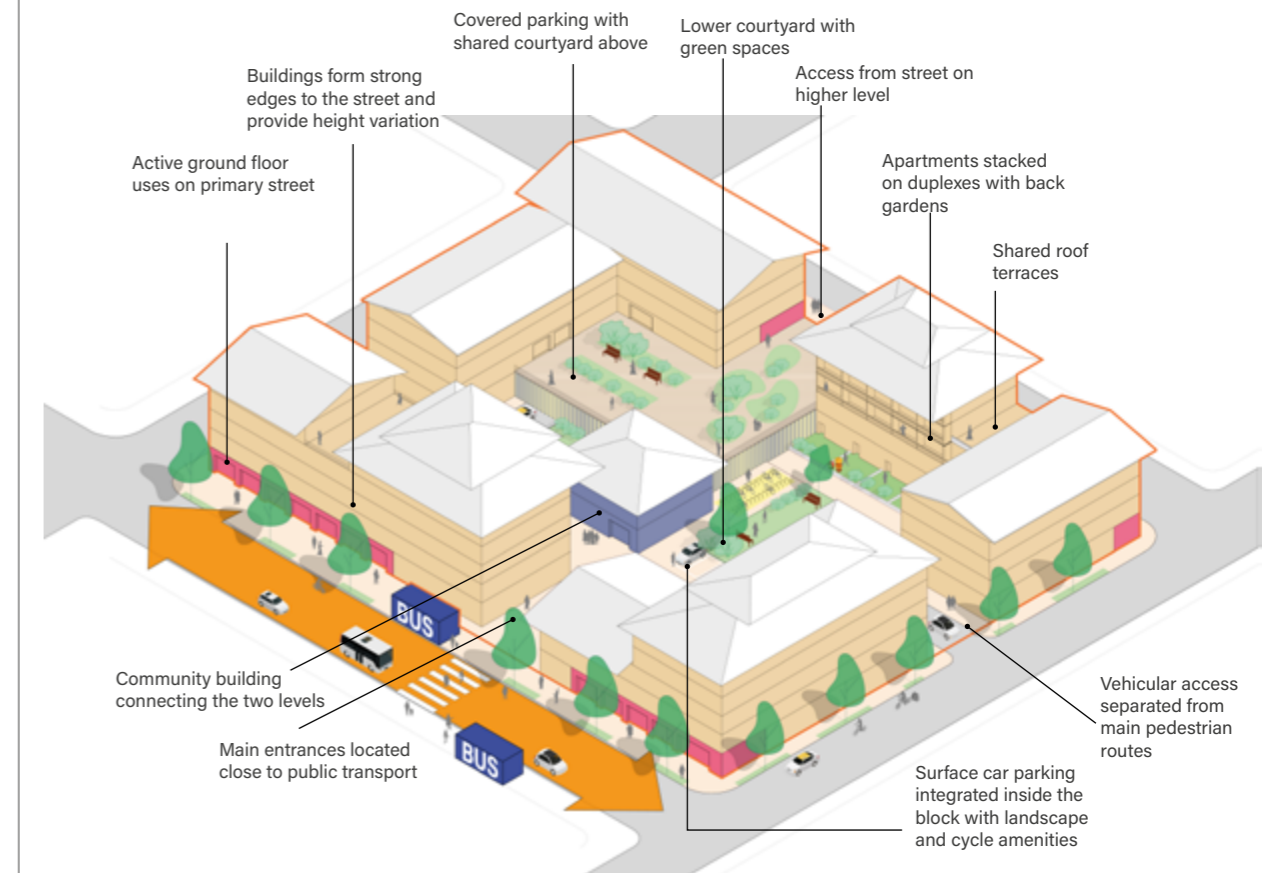 Covered parking with
shared courtyard above
Lower courtyard with
green spaces
Buildings form strong
edges to the street and
provide height variation
Access from street on
higher level
Active ground floor
uses on primary street
Apartments stacked
on duplexes with back
gardens
Shared roof
terraces
BUS
BUS
Community building
connecting the two levels
Main entrances located
close to public transport
Vehicular access
separated from
main pedestrian
routes
Surface car parking
integrated inside the
block with landscape
and cycle amenities